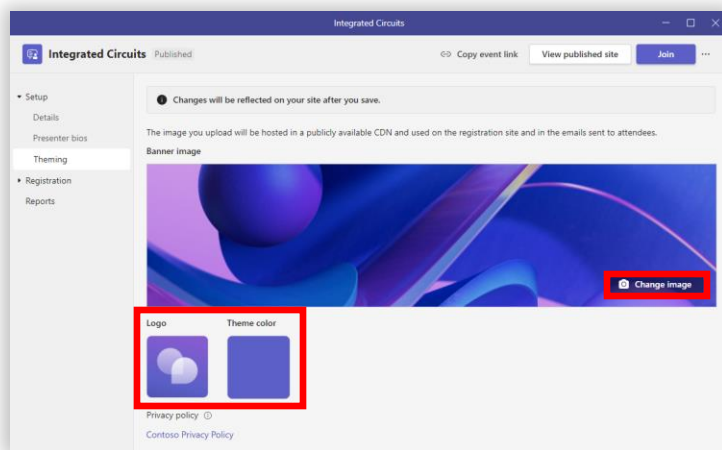 Integrated Circuits
Integrated Circuits Published Copy event link View published site Join
Setup
Details
Presenter bios
Theming
Registration
Reports
Changes will be reflected on your site after you save.
The image you upload will be hosted in a publicly available CDN and used on the registration site and in the emails sent to attendees.
Banner image
Change image
Logo Theme color
Privacy policy
Contoso Privacy Policy